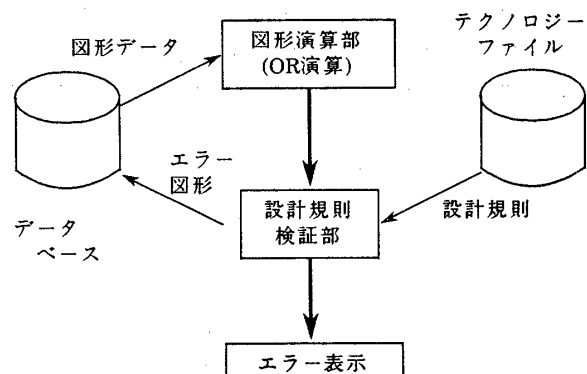 テクノロジー
ファイル
図形データ
図形演算部
(OR演算)
エラー
図形
設計規則
検証部
設計規則
データ
ベース
エラー表示